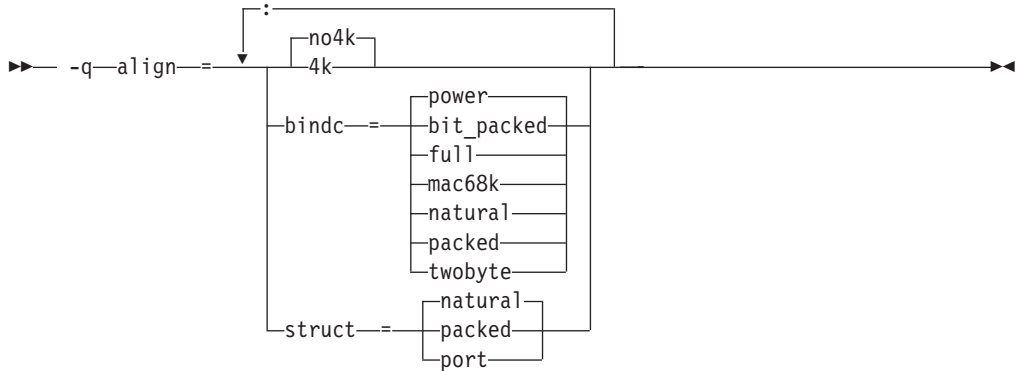 :
no4k
-q align = 4k
power
bindc = bit_packed
full
mac68k
natural
packed
twobyte
natural
struct = packed
port